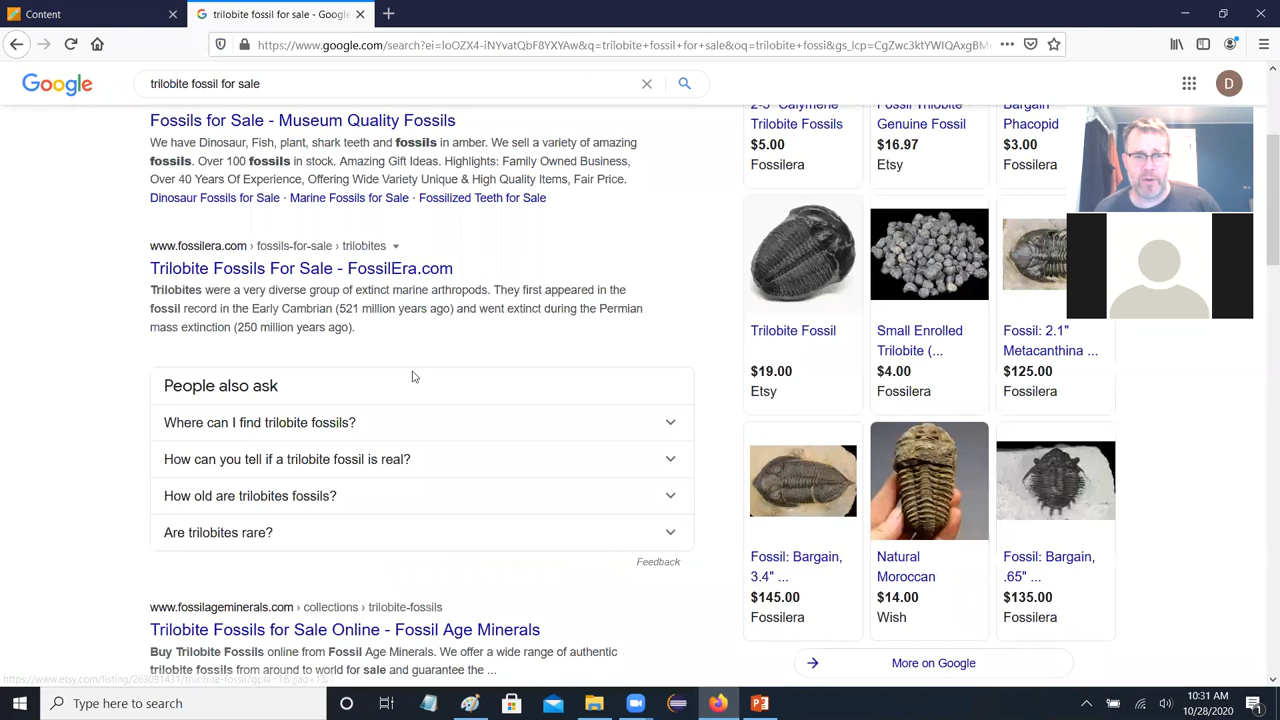 Content
trilobite fossil for sale - Google
https://www.google.com/search?ei=IoOZX4-iNYvatQbF8YXYAw&q=trilobite+fossil+for+sale&oq=trilobite+fossi&gs_lcp=CgZwc3ktYWIQAxgBM
Google
trilobite fossil for sale
D
Fossils for Sale - Museum Quality Fossils
We have Dinosaur, Fish, plant, shark teeth and fossils in amber. We sell a variety of amazing
fossils. Over 100 fossils in stock. Amazing Gift Ideas. Highlights: Family Owned Business,
Over 40 Years Of Experience, Offering Wide Variety Unique & High Quality Items, Fair Price.
Dinosaur Fossils for Sale · Marine Fossils for Sale · Fossilized Teeth for Sale
www.fossilera.com › fossils-for-sale › trilobites
Trilobite Fossils For Sale - FossilEra.com
Trilobites were a very diverse group of extinct marine arthropods. They first appeared in the
fossil record in the Early Cambrian (521 million years ago) and went extinct during the Permian
mass extinction (250 million years ago).
People also ask
Where can I find trilobite fossils?
How can you tell if a trilobite fossil is real?
How old are trilobites fossils?
Are trilobites rare?
Feedback
www.fossilageminerals.com › collections › trilobite-fossils
Trilobite Fossils for Sale Online - Fossil Age Minerals
Buy Trilobite Fossils online from Fossil Age Minerals. We offer a wide range of authentic
trilobite fossils from around to world for sale and guarantee the ...
2-3" Calymene
Trilobite Fossils
$5.00
Fossilera
Fossil Trilobite
Genuine Fossil
$16.97
Etsy
Bargain
Phacopid
$3.00
Fossilera
Trilobite Fossil
$19.00
Etsy
Small Enrolled
Trilobite (...
$4.00
Fossilera
Fossil: 2.1"
Metacanthina ...
$125.00
Fossilera
Fossil: Bargain,
3.4" ...
$145.00
Fossilera
Natural
Moroccan
$14.00
Wish
Fossil: Bargain,
.65" ...
$135.00
Fossilera
More on Google
Type here to search
10:31 AM
10/28/2020
1